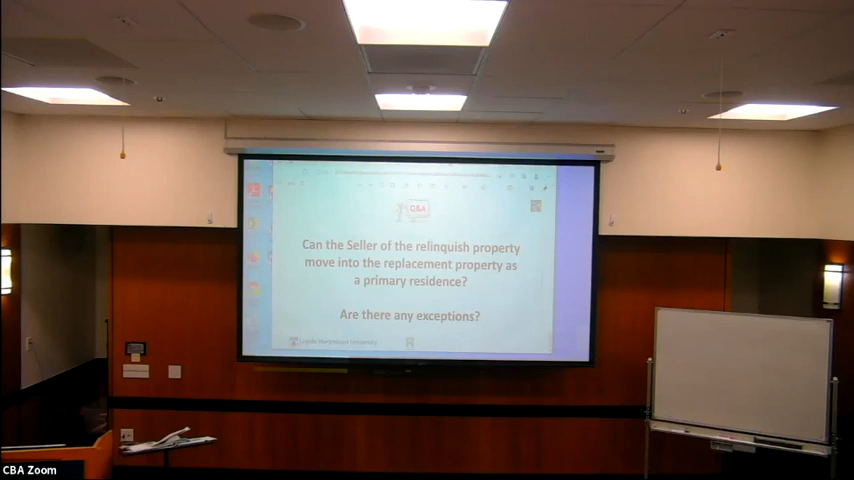 Q&A
Can the Seller of the relinquish property
move into the replacement property as
a primary residence?
Are there any exceptions?
Loyola Marymount University
CBA Zoom